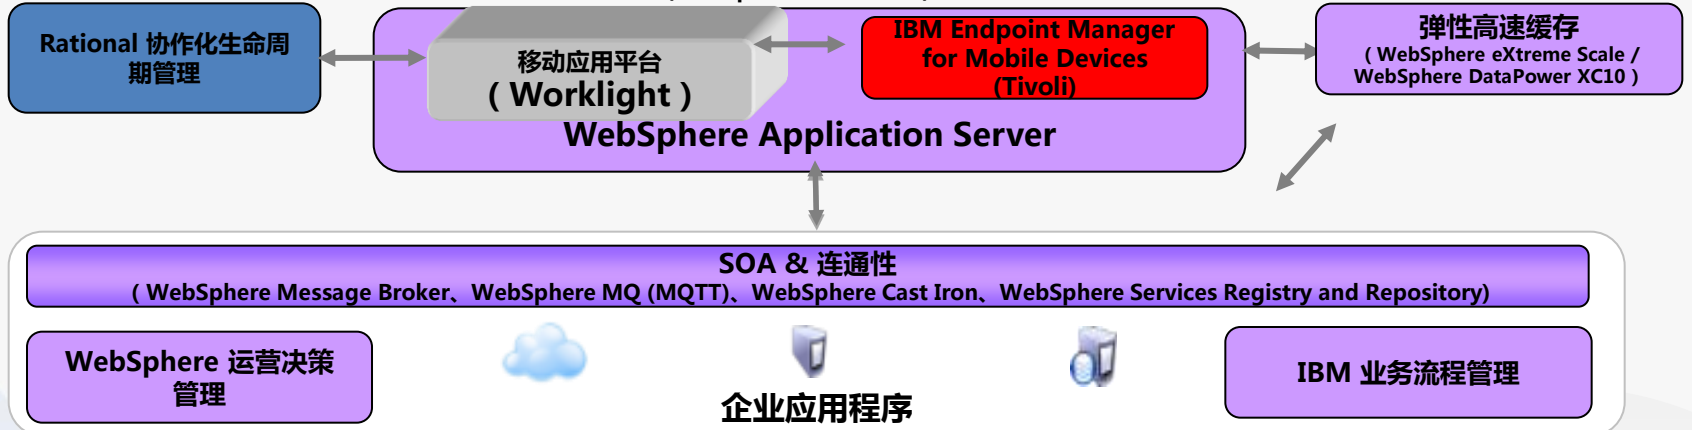 Rational 协作化生命周
期管理
移动应用平台
( Worklight )
IBM Endpoint Manager
for Mobile Devices
(Tivoli)
WebSphere Application Server
弹性高速缓存
( WebSphere eXtreme Scale /
WebSphere DataPower XC10 )
SOA & 连通性
( WebSphere Message Broker、WebSphere MQ (MQTT)、WebSphere Cast Iron、WebSphere Services Registry and Repository)
WebSphere 运营决策
管理
企业应用程序
IBM 业务流程管理